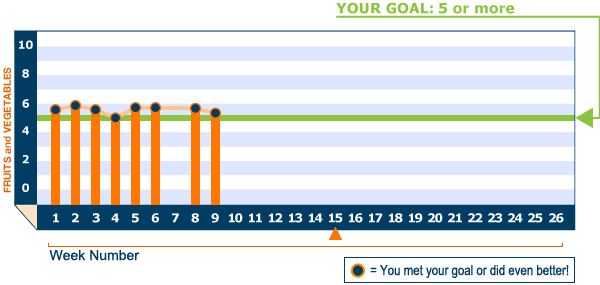 YOUR GOAL: 5 or more
FRUITS and VEGETABLES
10
8
6
4
2
0
1 2 3 4 5 6 7 8 9 10 11 12 13 14 15 16 17 18 19 20 21 22 23 24 25 26
Week Number
= You met your goal or did even better!